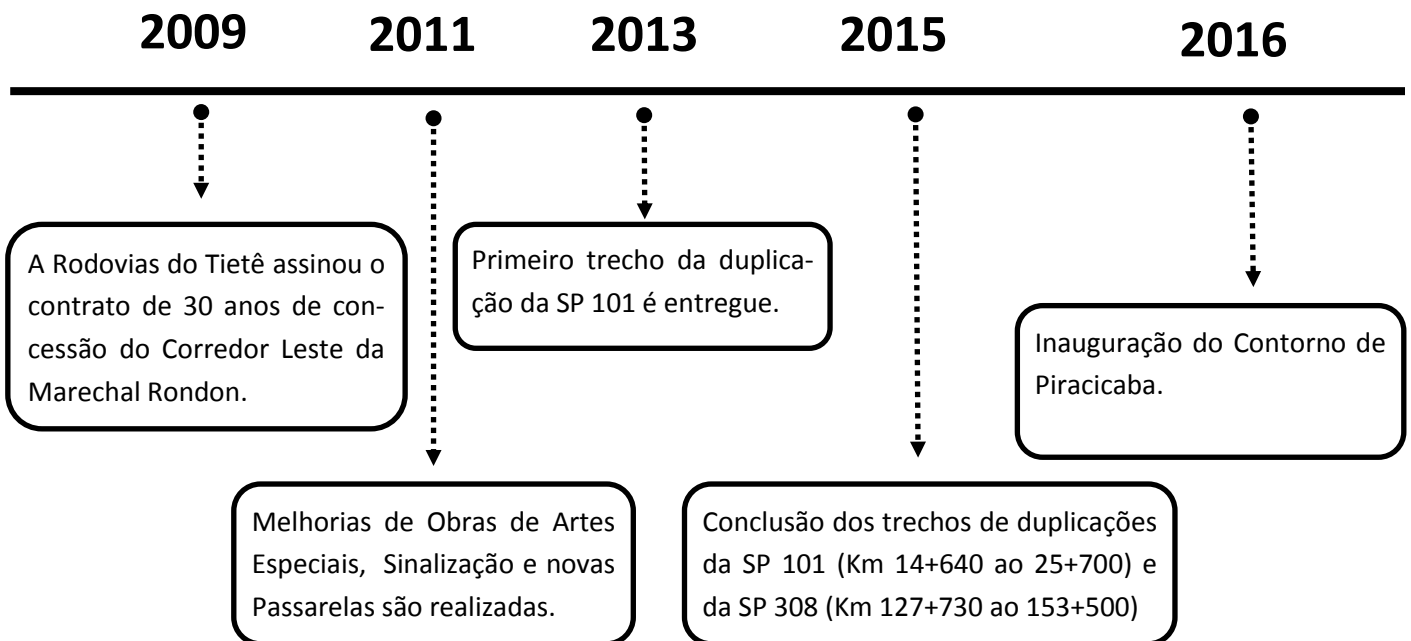 2009
2011
2013
2015
2016
A Rodovias do Tietê assinou o
contrato de 30 anos de con-
cessão do Corredor Leste da
Marechal Rondon.
Melhorias de Obras de Artes
Especiais, Sinalização e novas
Passarelas são realizadas.
Primeiro trecho da duplica-
ção da SP 101 é entregue.
Conclusão dos trechos de duplicações
da SP 101 (Km 14+640 ao 25+700) e
da SP 308 (Km 127+730 ao 153+500)
Inauguração do Contorno de
Piracicaba.